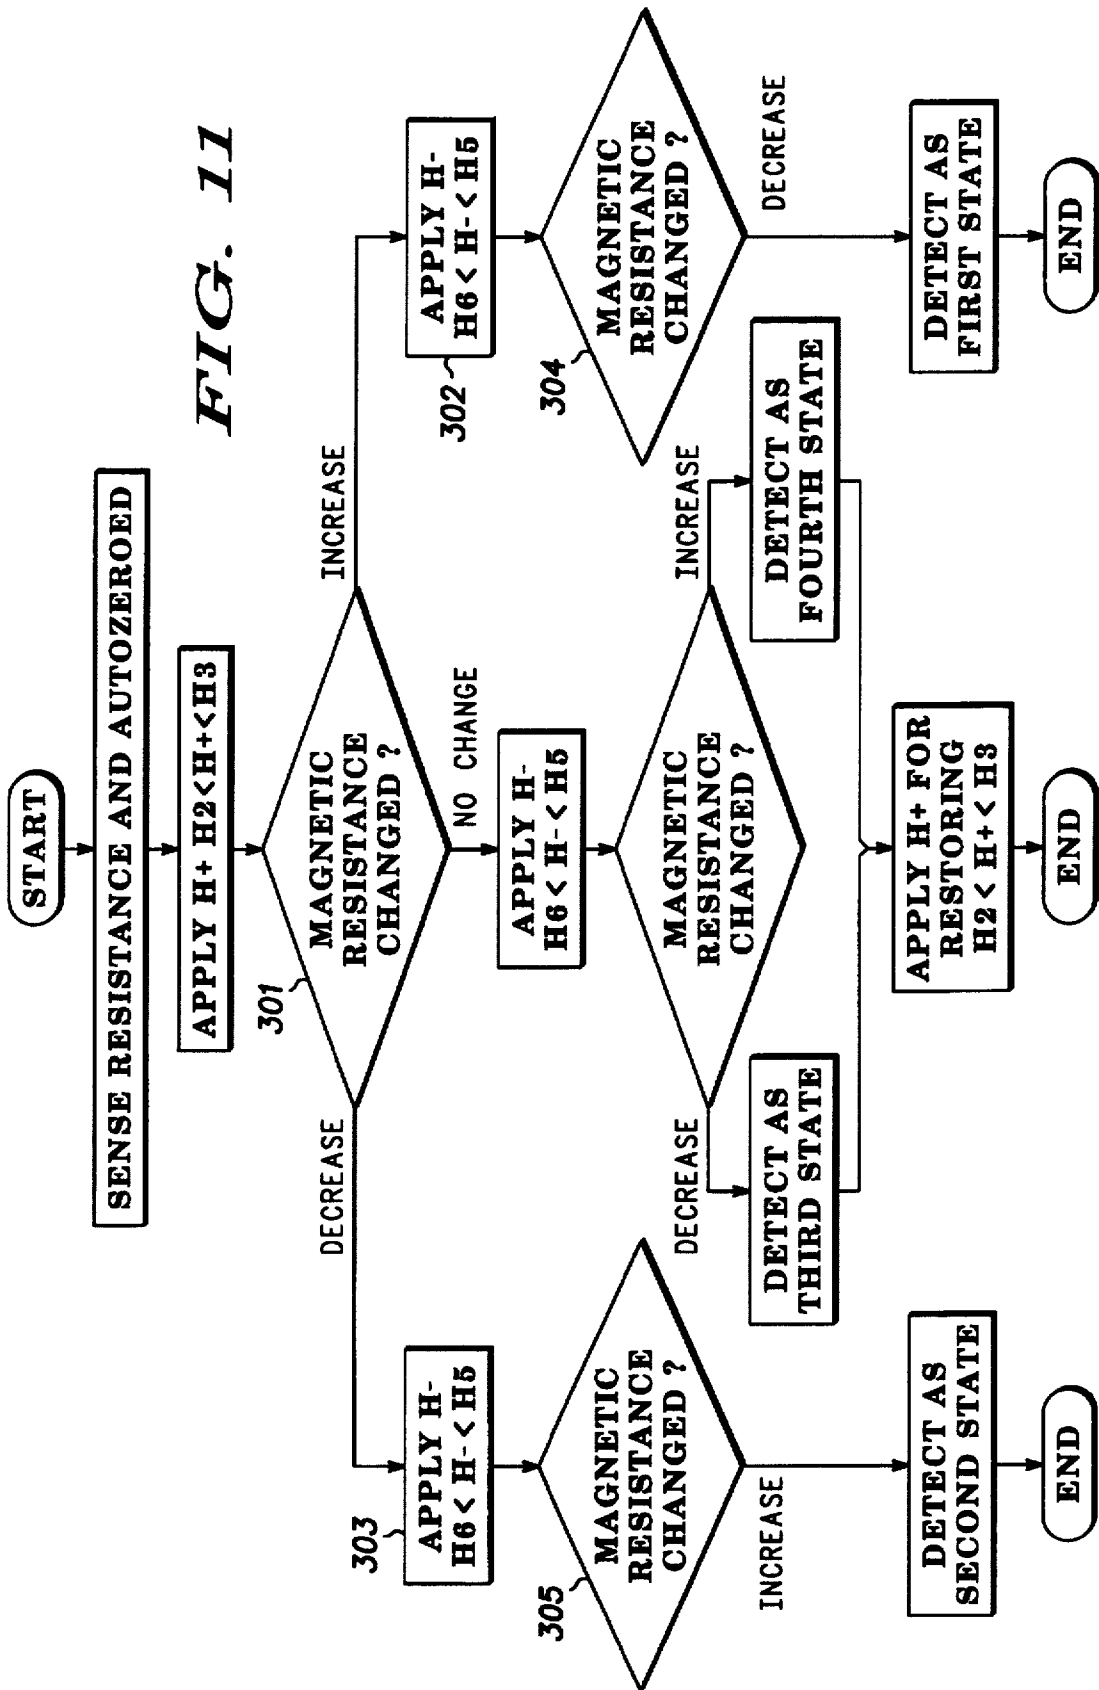 FIG. 11
START
SENSE RESISTANCE AND AUTOZEROED
APPLY H+ H2<H+<H3
301
MAGNETIC
RESISTANCE
CHANGED ?
DECREASE
INCREASE
NO CHANGE
303
APPLY H-
H6 < H- < H5
APPLY H-
H6 < H- < H5
302
APPLY H-
H6 < H- < H5
305
MAGNETIC
RESISTANCE
CHANGED ?
MAGNETIC
RESISTANCE
CHANGED ?
304
MAGNETIC
RESISTANCE
CHANGED ?
INCREASE
DECREASE
INCREASE
DECREASE
DETECT AS
THIRD STATE
DETECT AS
FOURTH STATE
DETECT AS
SECOND STATE
APPLY H+ FOR
RESTORING
H2 < H+ < H3
DETECT AS
FIRST STATE
END
END
END